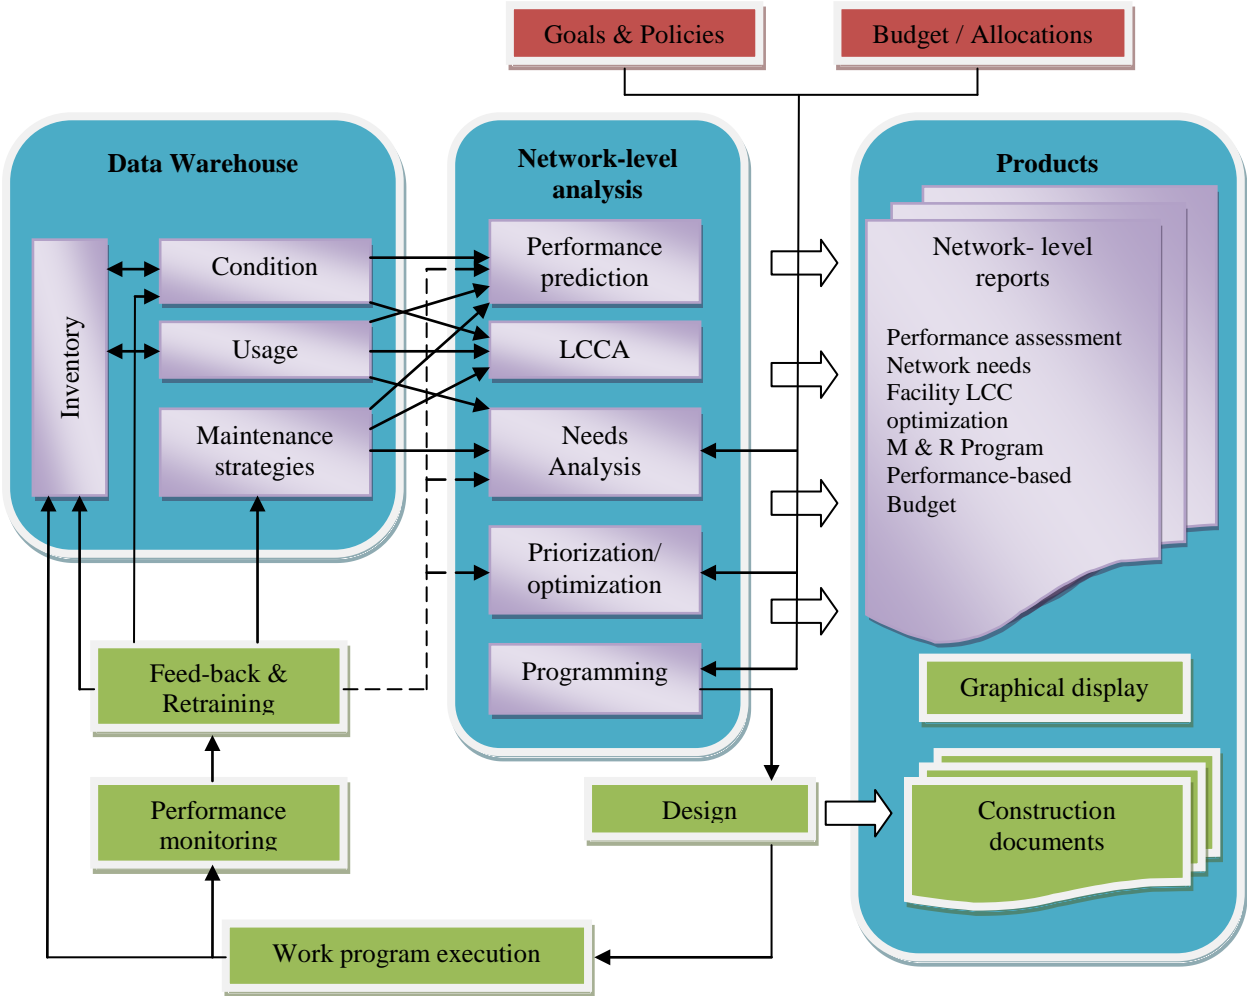 Goals & Policies
Budget / Allocations
Data Warehouse
Inventory
Condition
Usage
Maintenance
strategies
Network-level
analysis
Performance
prediction
LCCA
Needs
Analysis
Priorization/
optimization
Programming
Products
Network- level
reports
Performance assessment
Network needs
Facility LCC
optimization
M & R Program
Performance-based
Budget
Graphical display
Construction
documents
Feed-back &
Retraining
Performance
monitoring
Design
Work program execution